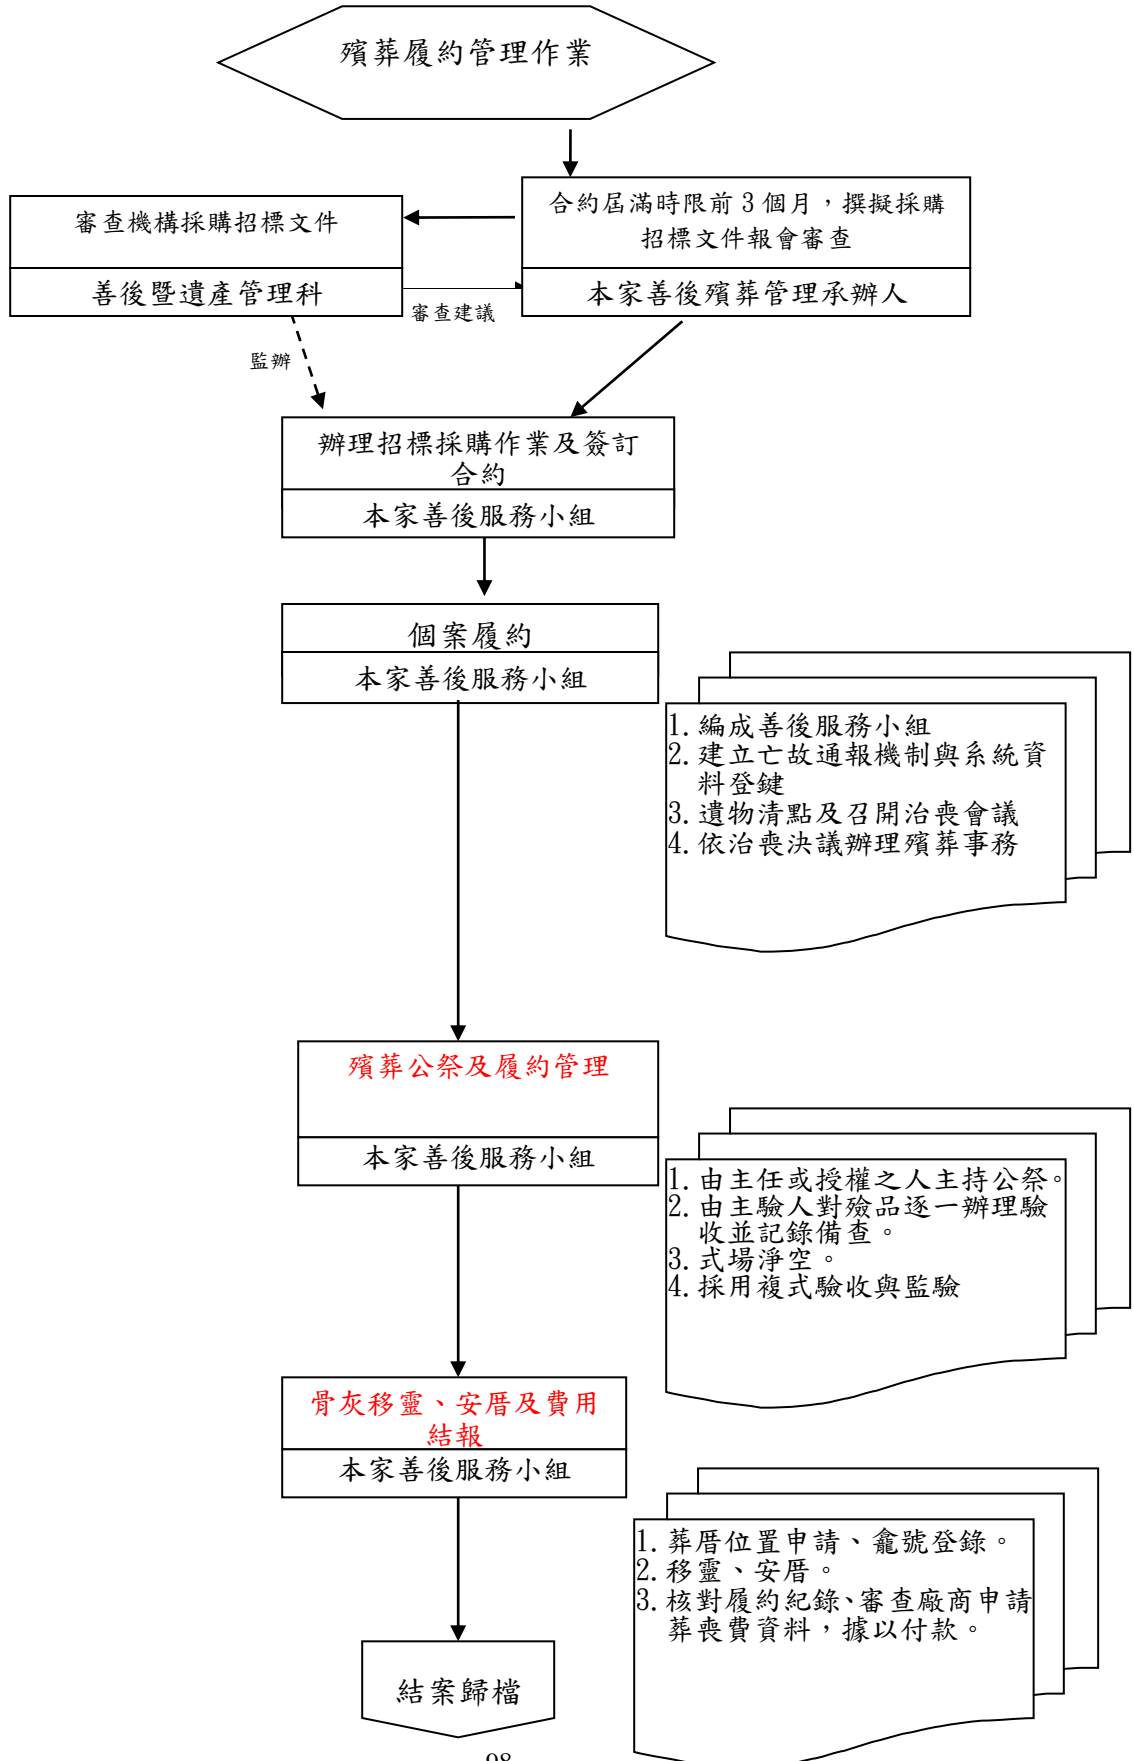 殯葬履約管理作業
合約屆滿時限前 3 個月，撰擬採購
招標文件報會審查
本家善後殯葬管理承辦人
審查機構採購招標文件
善後暨遺產管理科
審查建議
監辦
辦理招標採購作業及簽訂
合約
本家善後服務小組
個案履約
本家善後服務小組
1. 編成善後服務小組
2. 建立亡故通報機制與系統資
料登鍵
3. 遺物清點及召開治喪會議
4. 依治喪決議辦理殯葬事務
殯葬公祭及履約管理
本家善後服務小組
1. 由主任或授權之人主持公祭。
2. 由主驗人對殮品逐一辦理驗
收並記錄備查。
3. 式場淨空。
4. 採用複式驗收與監驗
骨灰移靈、安厝及費用
結報
本家善後服務小組
1. 葬厝位置申請、龕號登錄。
2. 移靈、安厝。
3. 核對履約紀錄、審查廠商申請
葬喪費資料，據以付款。
結案歸檔
98